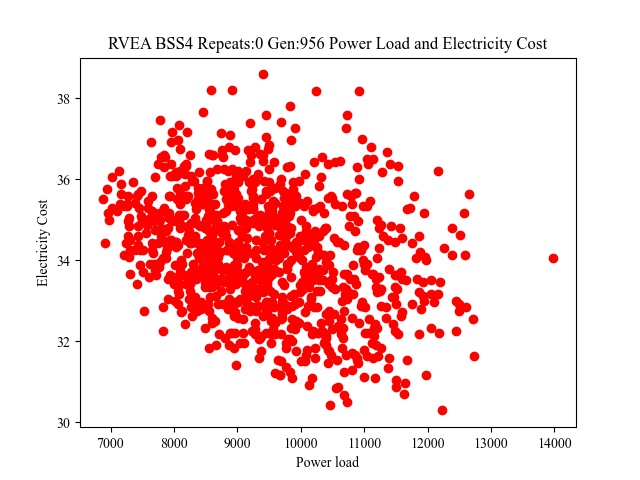 RVEA BSS4 Repeats:0 Gen:956 Power Load and Electricity Cost
38
36
34
32
30
Electricity Cost
7000 8000 9000 10000 11000 12000 13000 14000
Power load